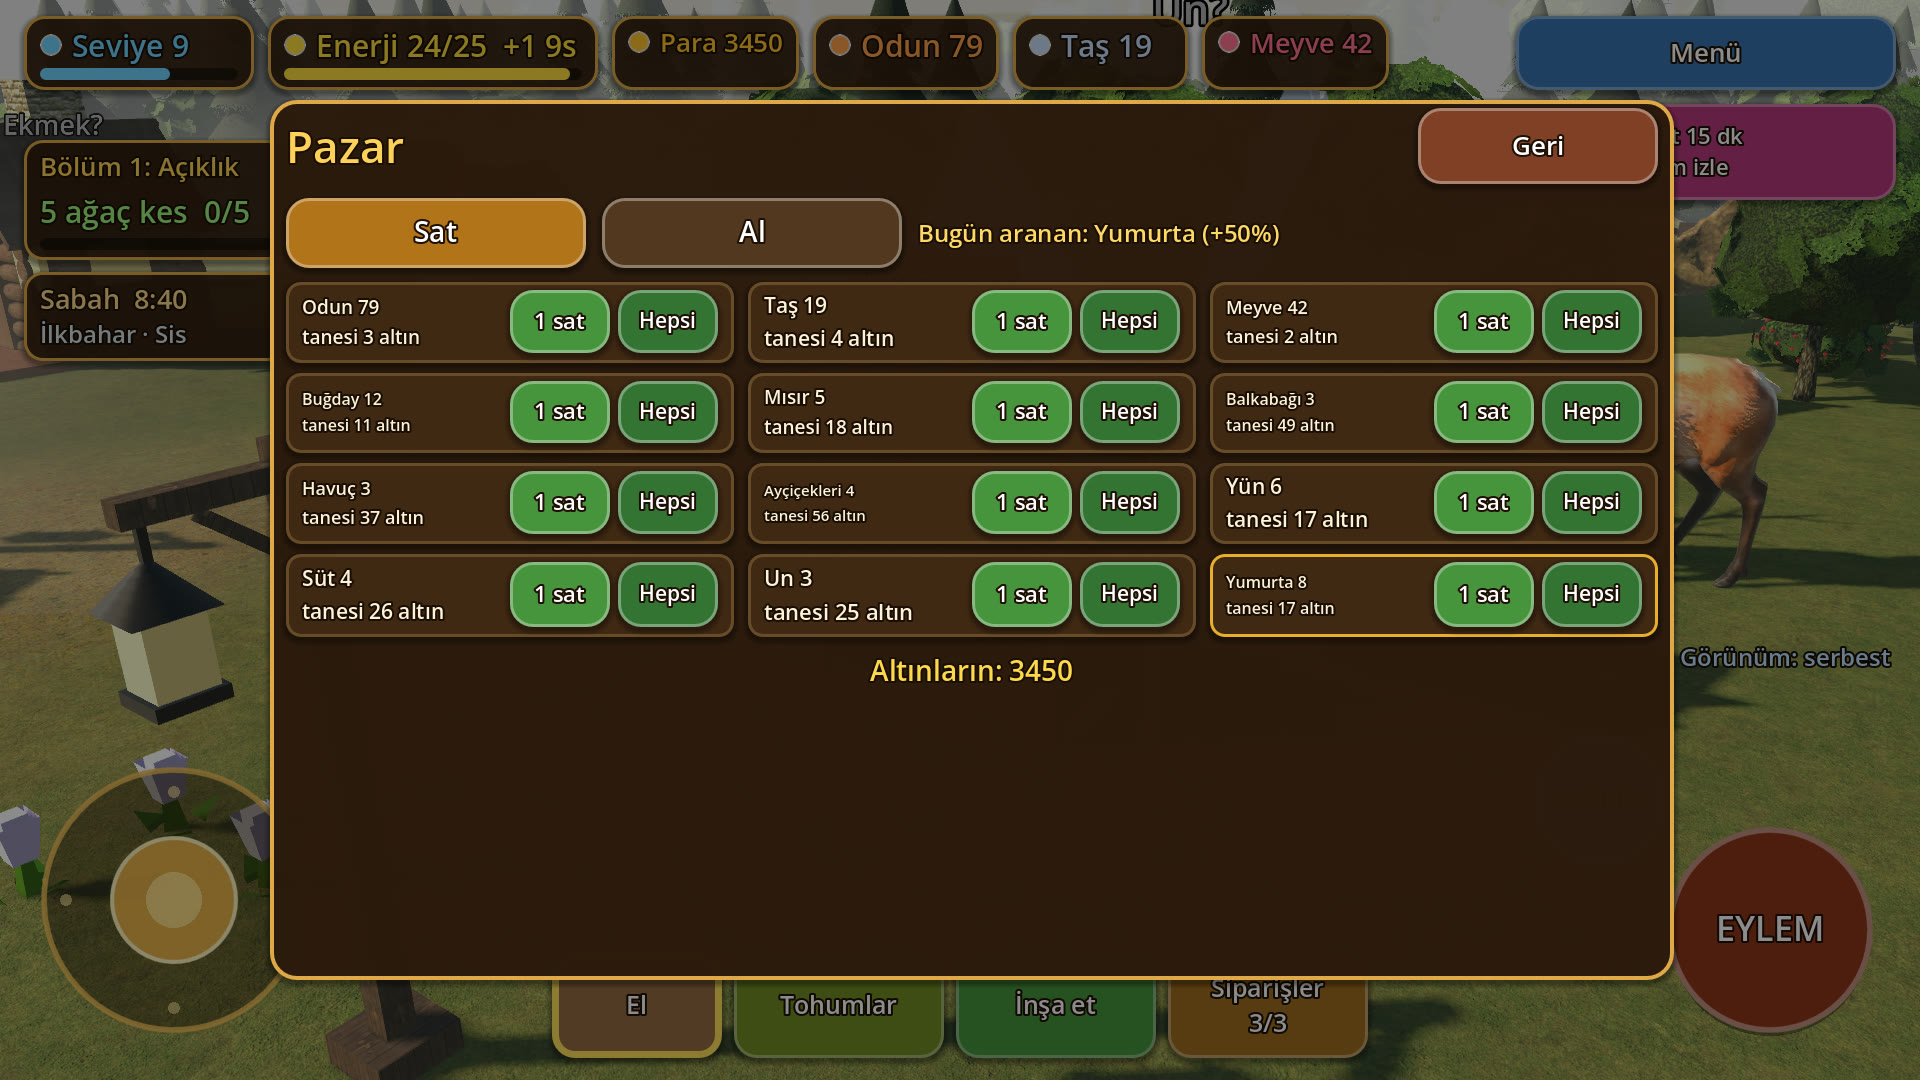 Ün?
Seviye 9
Enerji 24/25 +1 9s
Para 3450
Odun 79
Taş 19
Meyve 42
Menü
Ekmek?
Bölüm 1: Açıklık
5 ağaç kes 0/5
Sabah 8:40
İlkbahar · Sis
Pazar
Geri
15 dk
izle
Sat
Al
Bugün aranan: Yumurta (+50%)
Odun 79
tanesi 3 altın
1 sat
Hepsi
Taş 19
tanesi 4 altın
1 sat
Hepsi
Meyve 42
tanesi 2 altın
1 sat
Hepsi
Buğday 12
tanesi 11 altın
1 sat
Hepsi
Mısır 5
tanesi 18 altın
1 sat
Hepsi
Balkabağı 3
tanesi 49 altın
1 sat
Hepsi
Havuç 3
tanesi 37 altın
1 sat
Hepsi
Ayçiçekleri 4
tanesi 56 altın
1 sat
Hepsi
Yün 6
tanesi 17 altın
1 sat
Hepsi
Süt 4
tanesi 26 altın
1 sat
Hepsi
Un 3
tanesi 25 altın
1 sat
Hepsi
Yumurta 8
tanesi 17 altın
1 sat
Hepsi
Altınların: 3450
Görünüm: serbest
EYLEM
El
Tohumlar
İnşa et
Siparişler
3/3